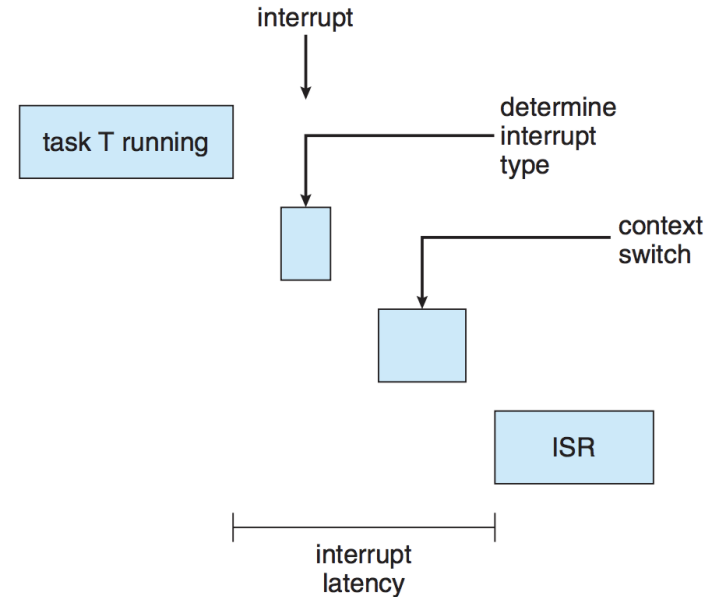 interrupt
task T running
determine
interrupt
type
context
switch
ISR
interrupt
latency